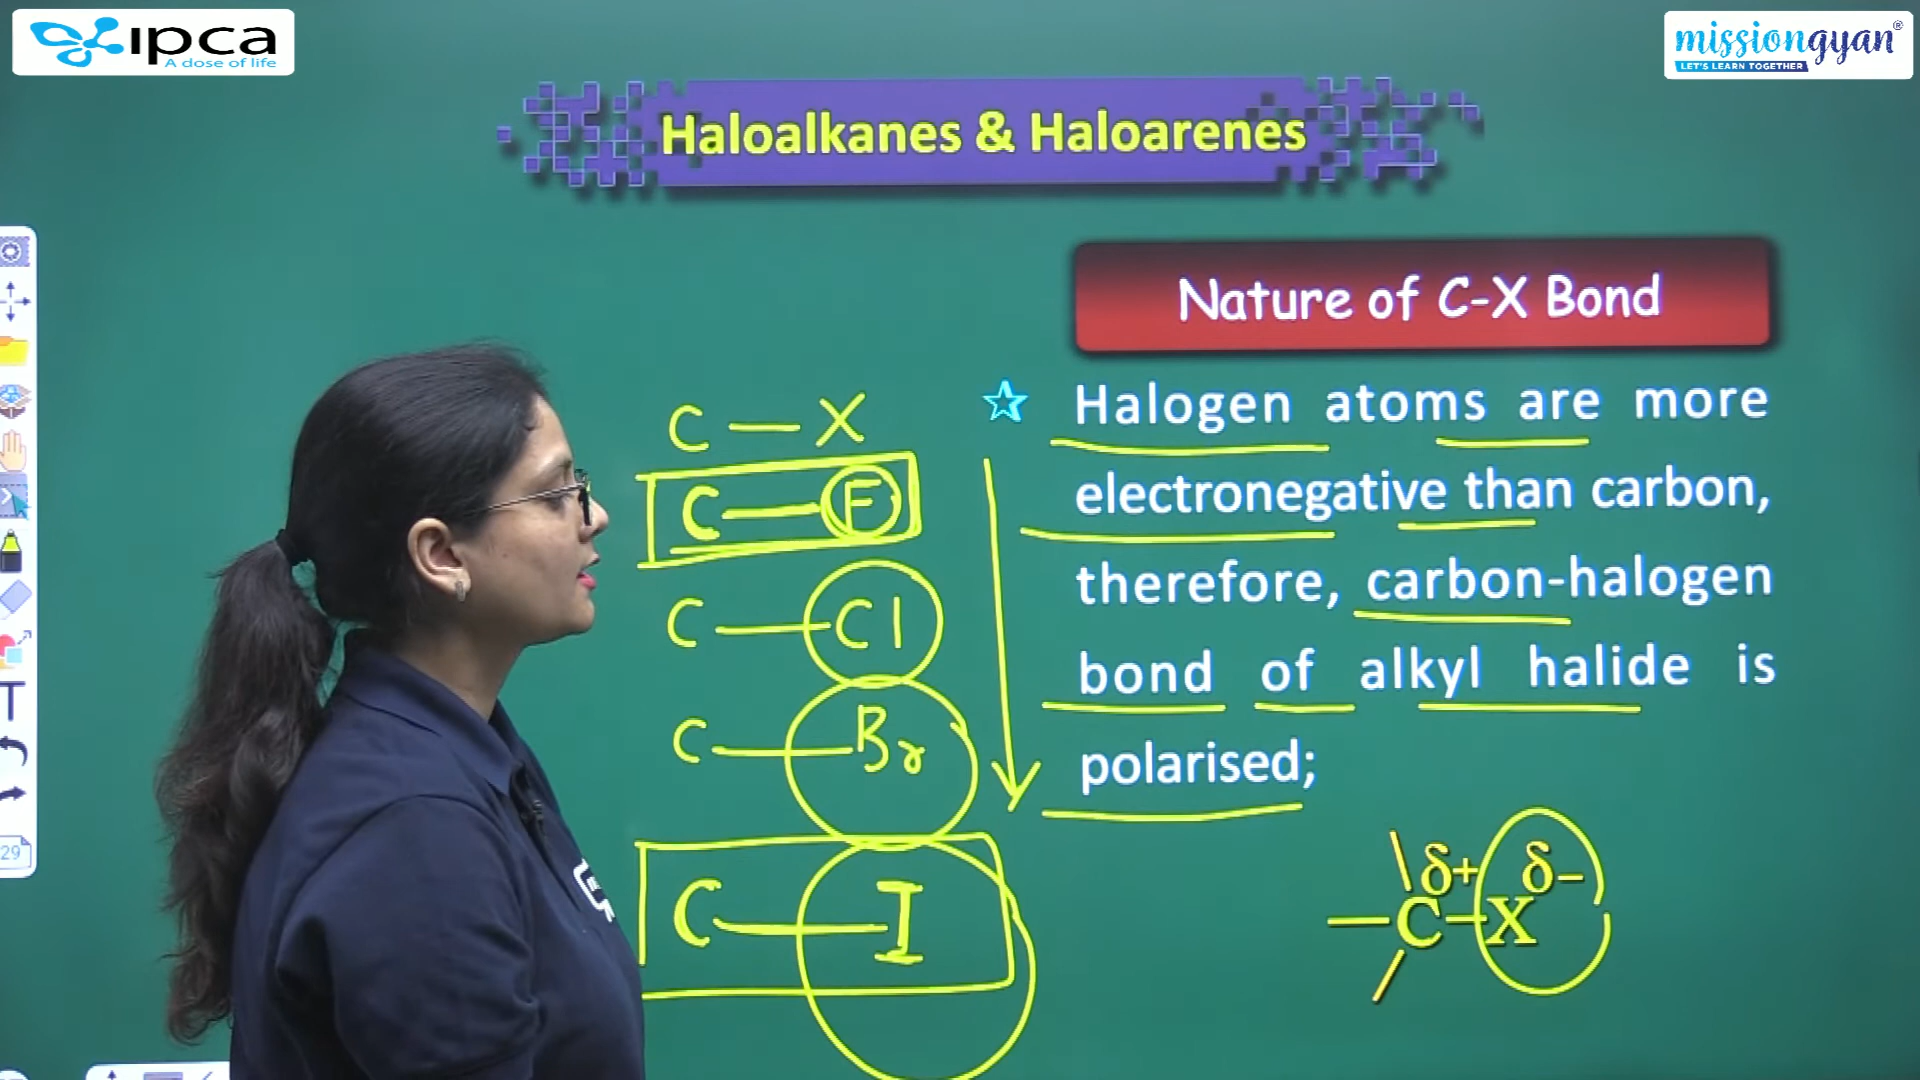 ipca
A dose of life
missiongyan®
LET'S LEARN TOGETHER
Haloalkanes & Haloarenes
Nature of C-X Bond
☆ Halogen atoms are more
electronegative than carbon,
therefore, carbon-halogen
bond of alkyl halide is
polarised;
C — X
C — F
C — Cl
C — Br
C — I
δ+ δ−
—C—X
T
29